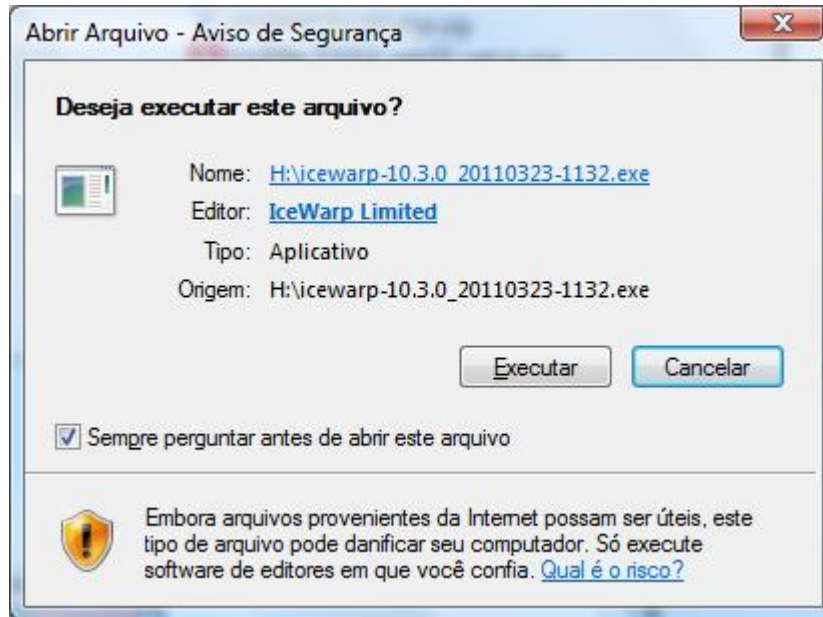 Abrir Arquivo - Aviso de Segurança
Deseja executar este arquivo?
Nome: H:\icewarp-10.3.0_20110323-1132.exe
Editor: IceWarp Limited
Tipo: Aplicativo
Origem: H:\icewarp-10.3.0_20110323-1132.exe
Executar Cancelar
Sempre perguntar antes de abrir este arquivo
Embora arquivos provenientes da Internet possam ser úteis, este
tipo de arquivo pode danificar seu computador. Só execute
software de editores em que você confia. Qual é o risco?